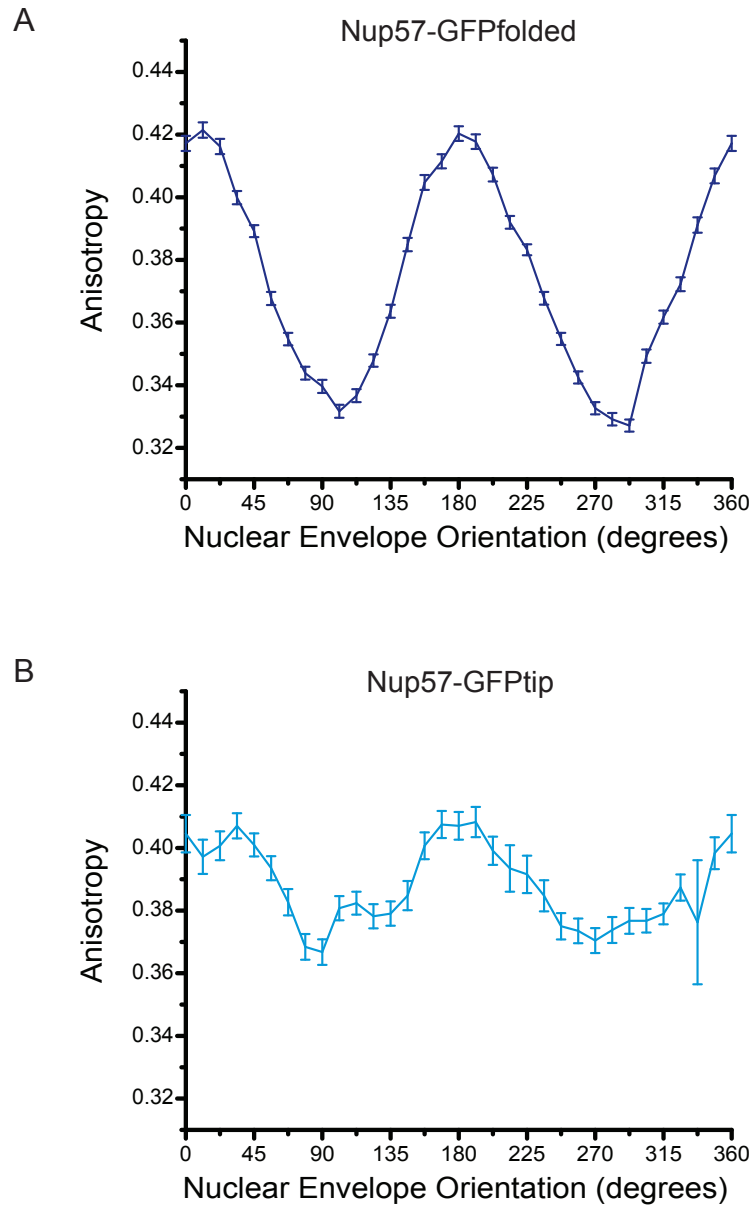 A
Nup57-GFPfolded
0.44
0.42
0.40
0.38
0.36
0.34
0.32
Anisotropy
0 45 90 135 180 225 270 315 360
Nuclear Envelope Orientation (degrees)
B
Nup57-GFPtip
0.44
0.42
0.40
0.38
0.36
0.34
0.32
Anisotropy
0 45 90 135 180 225 270 315 360
Nuclear Envelope Orientation (degrees)